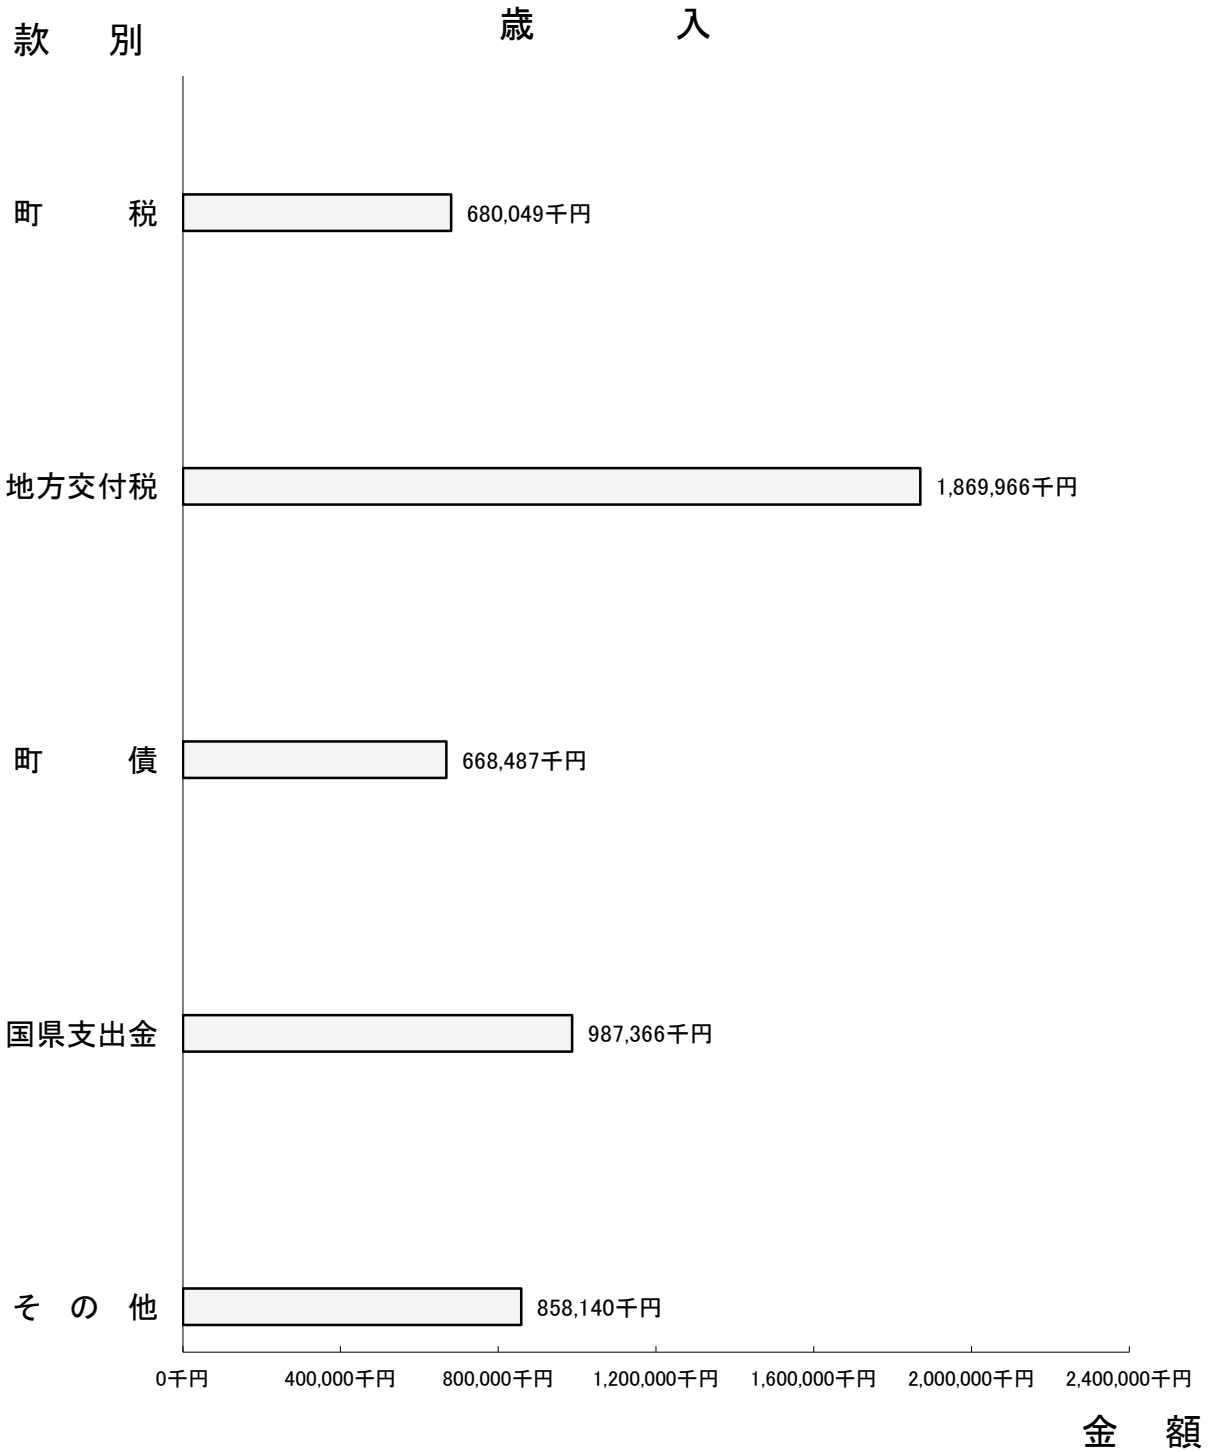 歳 入
款 別
町 税
680,049千円
地方交付税
1,869,966千円
町 債
668,487千円
国県支出金
987,366千円
そ の 他
858,140千円
0千円 400,000千円 800,000千円 1,200,000千円 1,600,000千円 2,000,000千円 2,400,000千円
金 額